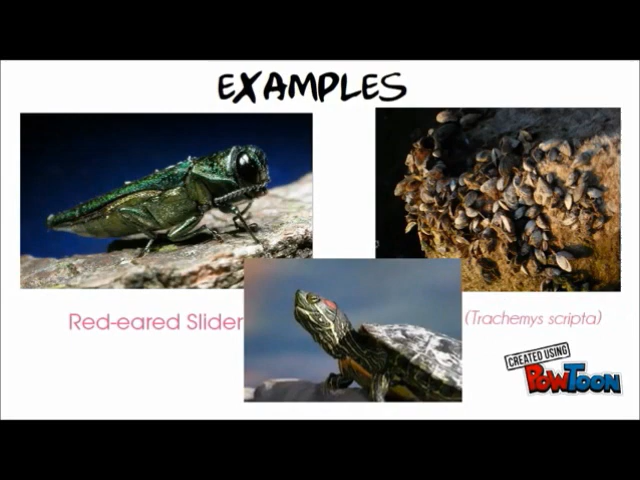 EXAMPLES
Red-eared Slider
(Trachemys scripta)
CREATED USING
POWTOON